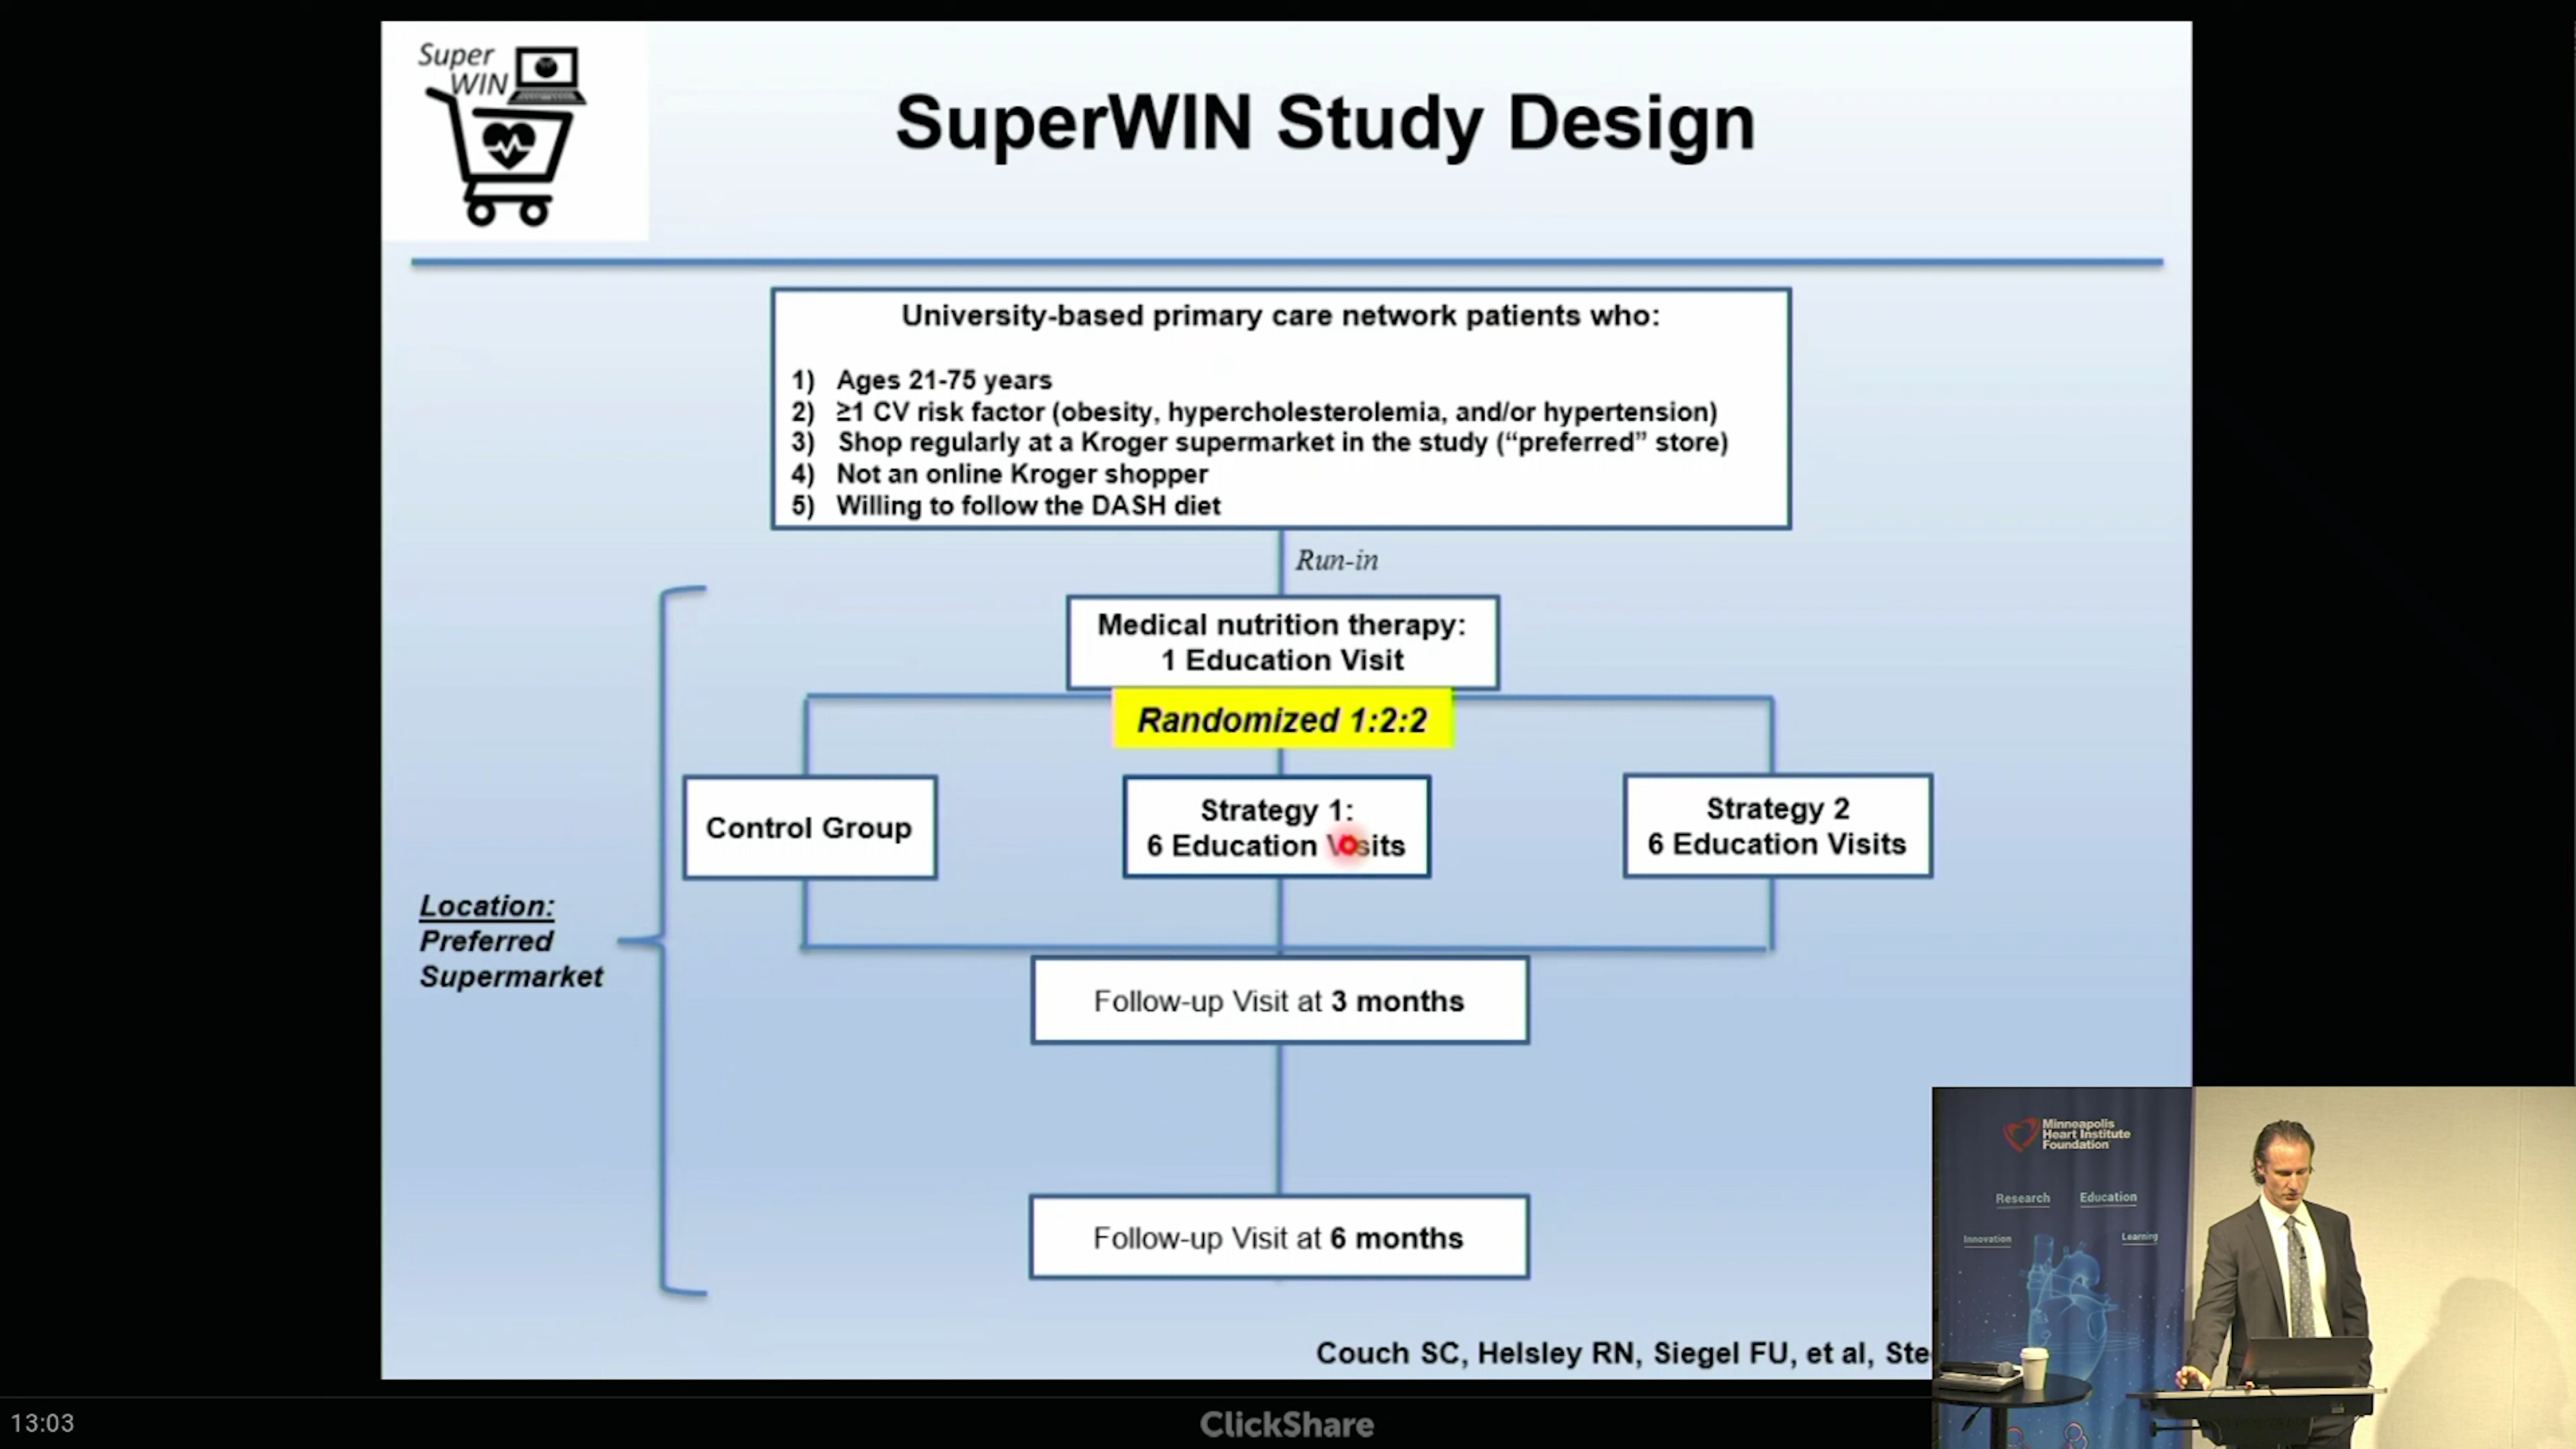 Super
WIN
SuperWIN Study Design
University-based primary care network patients who:
1) Ages 21-75 years
2) ≥1 CV risk factor (obesity, hypercholesterolemia, and/or hypertension)
3) Shop regularly at a Kroger supermarket in the study (“preferred” store)
4) Not an online Kroger shopper
5) Willing to follow the DASH diet
Run-in
Medical nutrition therapy:
1 Education Visit
Randomized 1:2:2
Control Group
Strategy 1:
6 Education Visits
Strategy 2
6 Education Visits
Location:
Preferred
Supermarket
Follow-up Visit at 3 months
Follow-up Visit at 6 months
Couch SC, Helsley RN, Siegel FU, et al, Ste
Minneapolis
Heart Institute
Foundation
Research Education
Innovation Learning
13:03
ClickShare